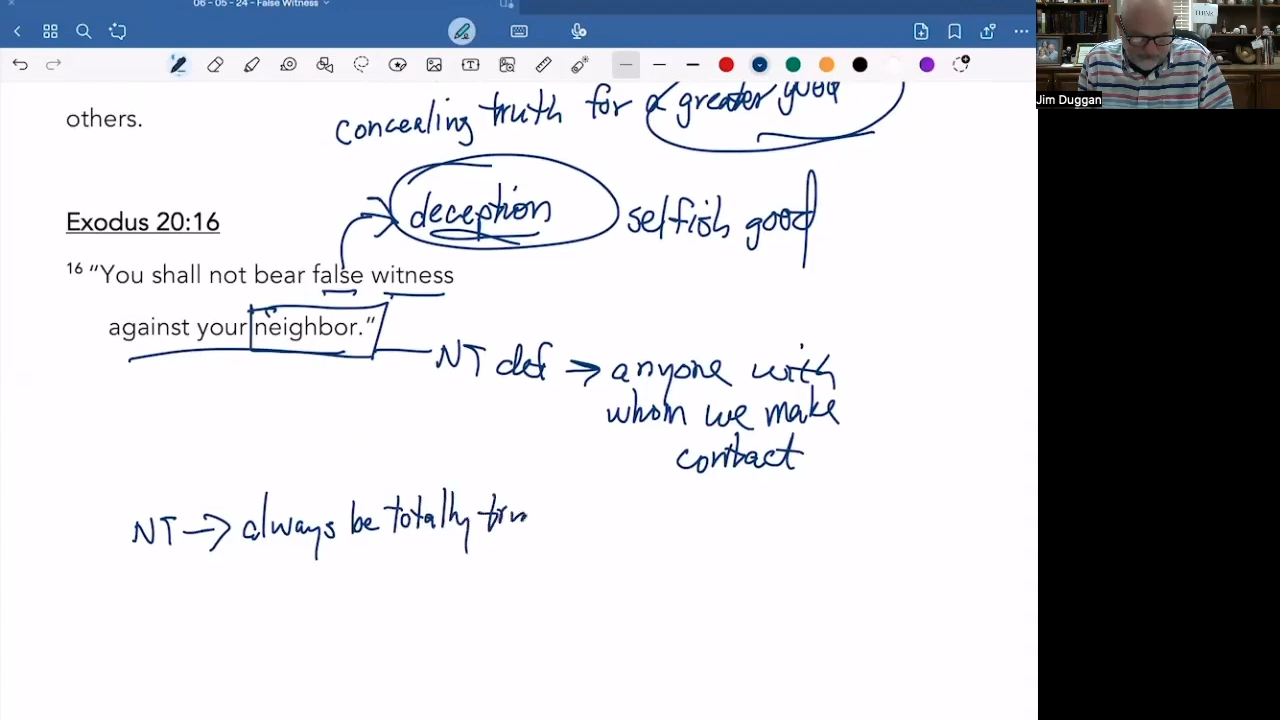 06 - 05 - 24 - False Witness
THINK
Jim Duggan
others.
concealing truth for a greater good
deception selfish good
Exodus 20:16
16 "You shall not bear false witness
against your neighbor."
NT def → anyone with
whom we make
contact
NT → always be totally tru